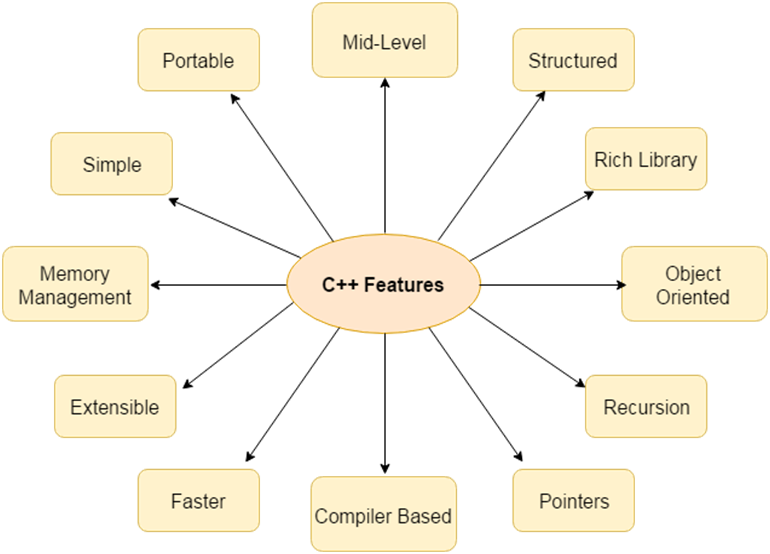 Mid-Level
Portable
Structured
Simple
Rich Library
C++ Features
Memory
Management
Object
Oriented
Extensible
Recursion
Faster
Compiler Based
Pointers